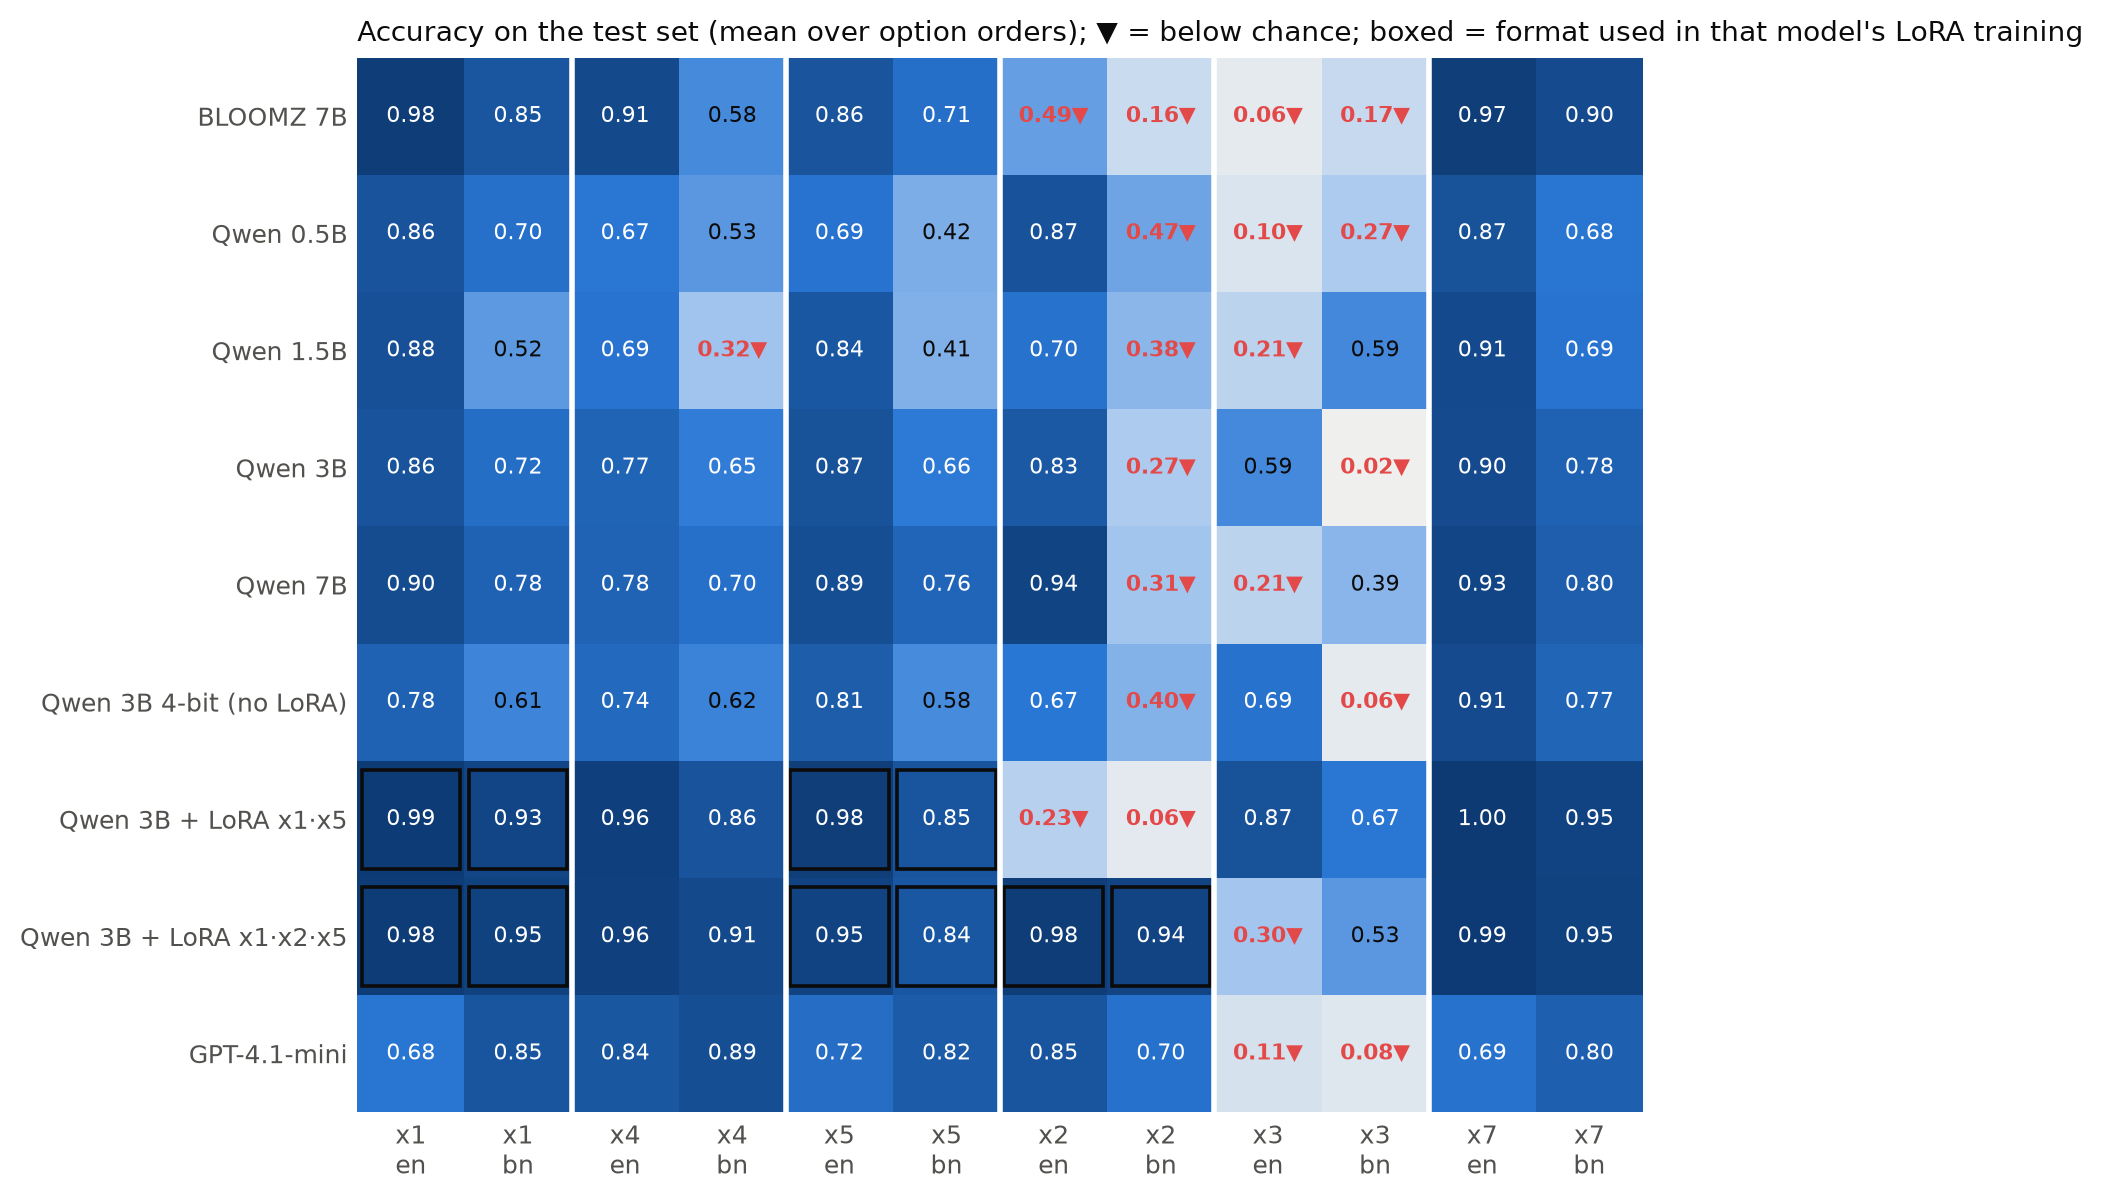 Accuracy on the test set (mean over option orders); ▼ = below chance; boxed = format used in that model's LoRA training
BLOOMZ 7B 0.98 0.85 0.91 0.58 0.86 0.71 0.49▼ 0.16▼ 0.06▼ 0.17▼ 0.97 0.90
Qwen 0.5B 0.86 0.70 0.67 0.53 0.69 0.42 0.87 0.47▼ 0.10▼ 0.27▼ 0.87 0.68
Qwen 1.5B 0.88 0.52 0.69 0.32▼ 0.84 0.41 0.70 0.38▼ 0.21▼ 0.59 0.91 0.69
Qwen 3B 0.86 0.72 0.77 0.65 0.87 0.66 0.83 0.27▼ 0.59 0.02▼ 0.90 0.78
Qwen 7B 0.90 0.78 0.78 0.70 0.89 0.76 0.94 0.31▼ 0.21▼ 0.39 0.93 0.80
Qwen 3B 4-bit (no LoRA) 0.78 0.61 0.74 0.62 0.81 0.58 0.67 0.40▼ 0.69 0.06▼ 0.91 0.77
Qwen 3B + LoRA x1·x5 0.99 0.93 0.96 0.86 0.98 0.85 0.23▼ 0.06▼ 0.87 0.67 1.00 0.95
Qwen 3B + LoRA x1·x2·x5 0.98 0.95 0.96 0.91 0.95 0.84 0.98 0.94 0.30▼ 0.53 0.99 0.95
GPT-4.1-mini 0.68 0.85 0.84 0.89 0.72 0.82 0.85 0.70 0.11▼ 0.08▼ 0.69 0.80
x1 x1 x4 x4 x5 x5 x2 x2 x3 x3 x7 x7
en bn en bn en bn en bn en bn en bn